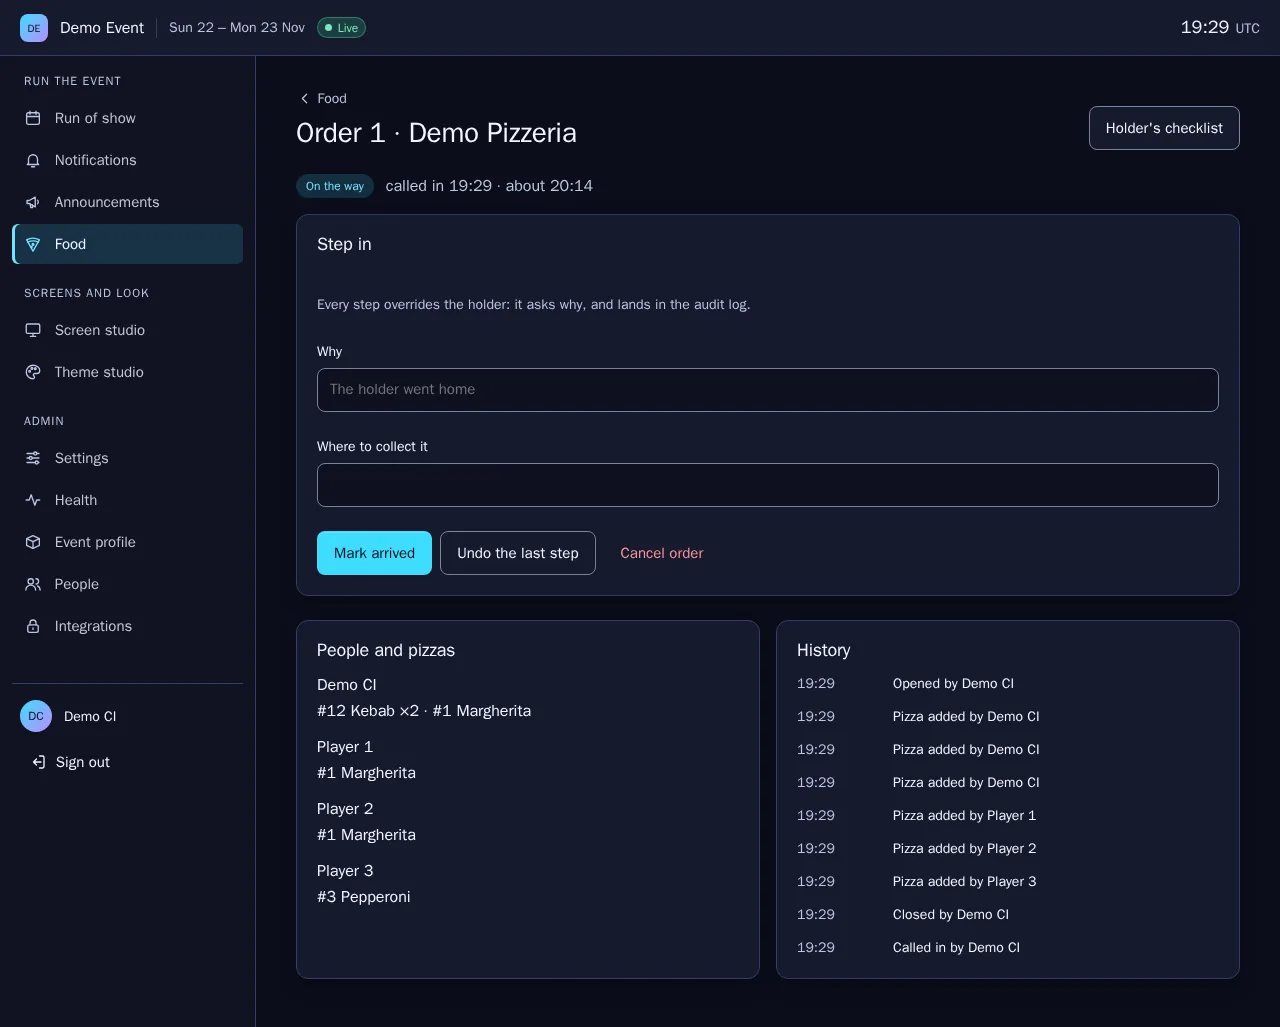 DE Demo Event Sun 22 – Mon 23 Nov Live 19:29 UTC
RUN THE EVENT
Run of show
Notifications
Announcements
Food
SCREENS AND LOOK
Screen studio
Theme studio
ADMIN
Settings
Health
Event profile
People
Integrations
DC Demo CI
Sign out
Food
Order 1 · Demo Pizzeria
Holder's checklist
On the way called in 19:29 · about 20:14
Step in
Every step overrides the holder: it asks why, and lands in the audit log.
Why
The holder went home
Where to collect it
Mark arrived Undo the last step Cancel order
People and pizzas
Demo CI
#12 Kebab ×2 · #1 Margherita
Player 1
#1 Margherita
Player 2
#1 Margherita
Player 3
#3 Pepperoni
History
19:29 Opened by Demo CI
19:29 Pizza added by Demo CI
19:29 Pizza added by Demo CI
19:29 Pizza added by Demo CI
19:29 Pizza added by Player 1
19:29 Pizza added by Player 2
19:29 Pizza added by Player 3
19:29 Closed by Demo CI
19:29 Called in by Demo CI